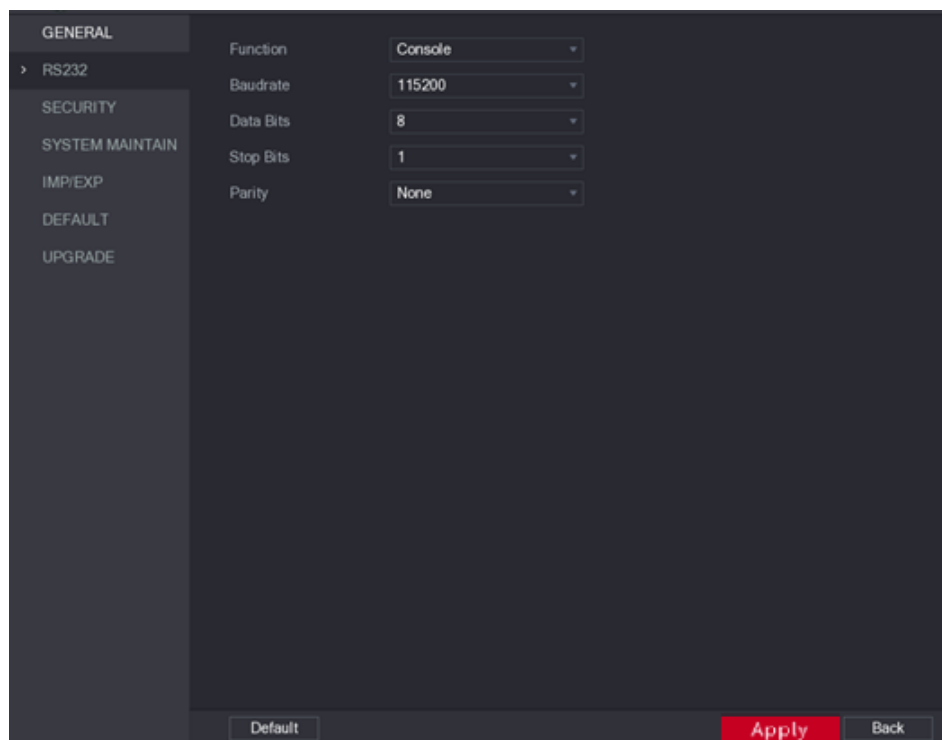 GENERAL
RS232
SECURITY
SYSTEM MAINTAIN
IMP/EXP
DEFAULT
UPGRADE
Function Console
Baudrate 115200
Data Bits 8
Stop Bits 1
Parity None
Default Apply Back